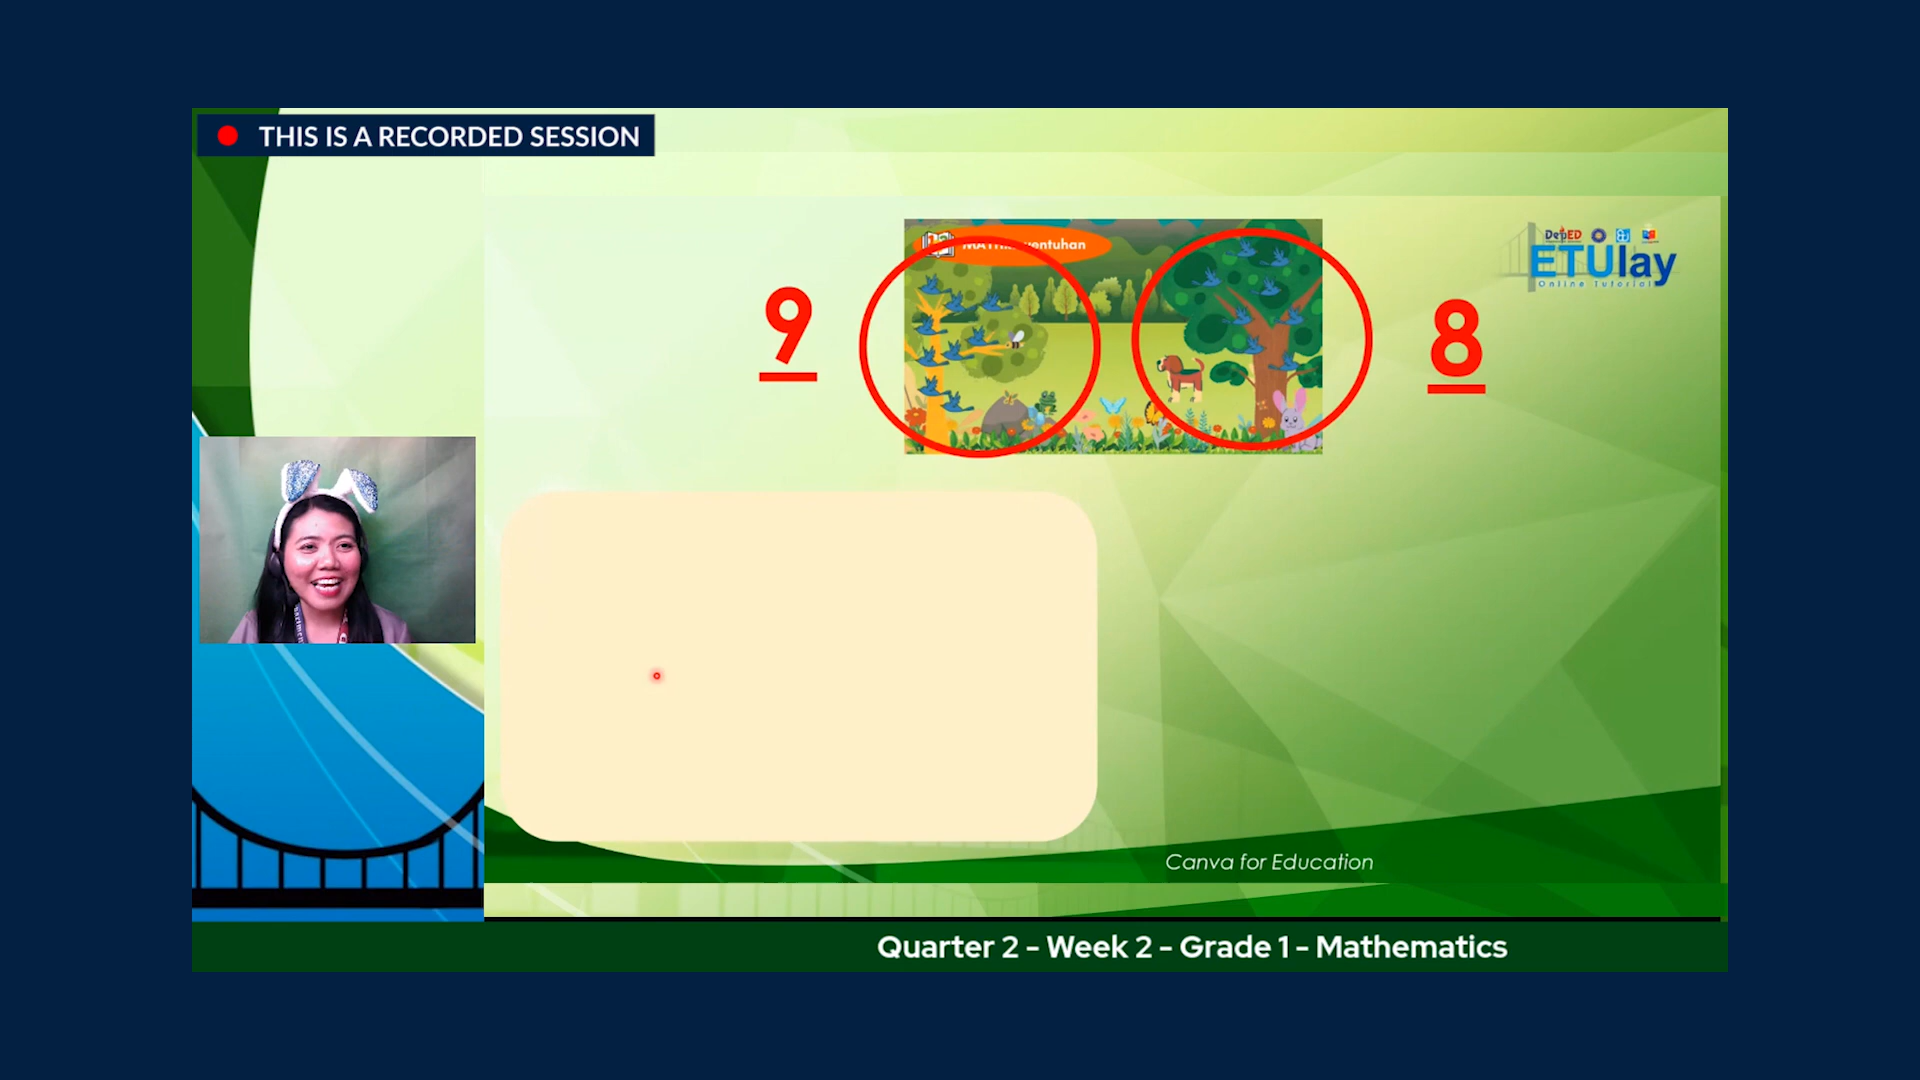 THIS IS A RECORDED SESSION
DepED
ETUlay
Online Tutorial
9
8
Canva for Education
Quarter 2 - Week 2 - Grade 1 - Mathematics